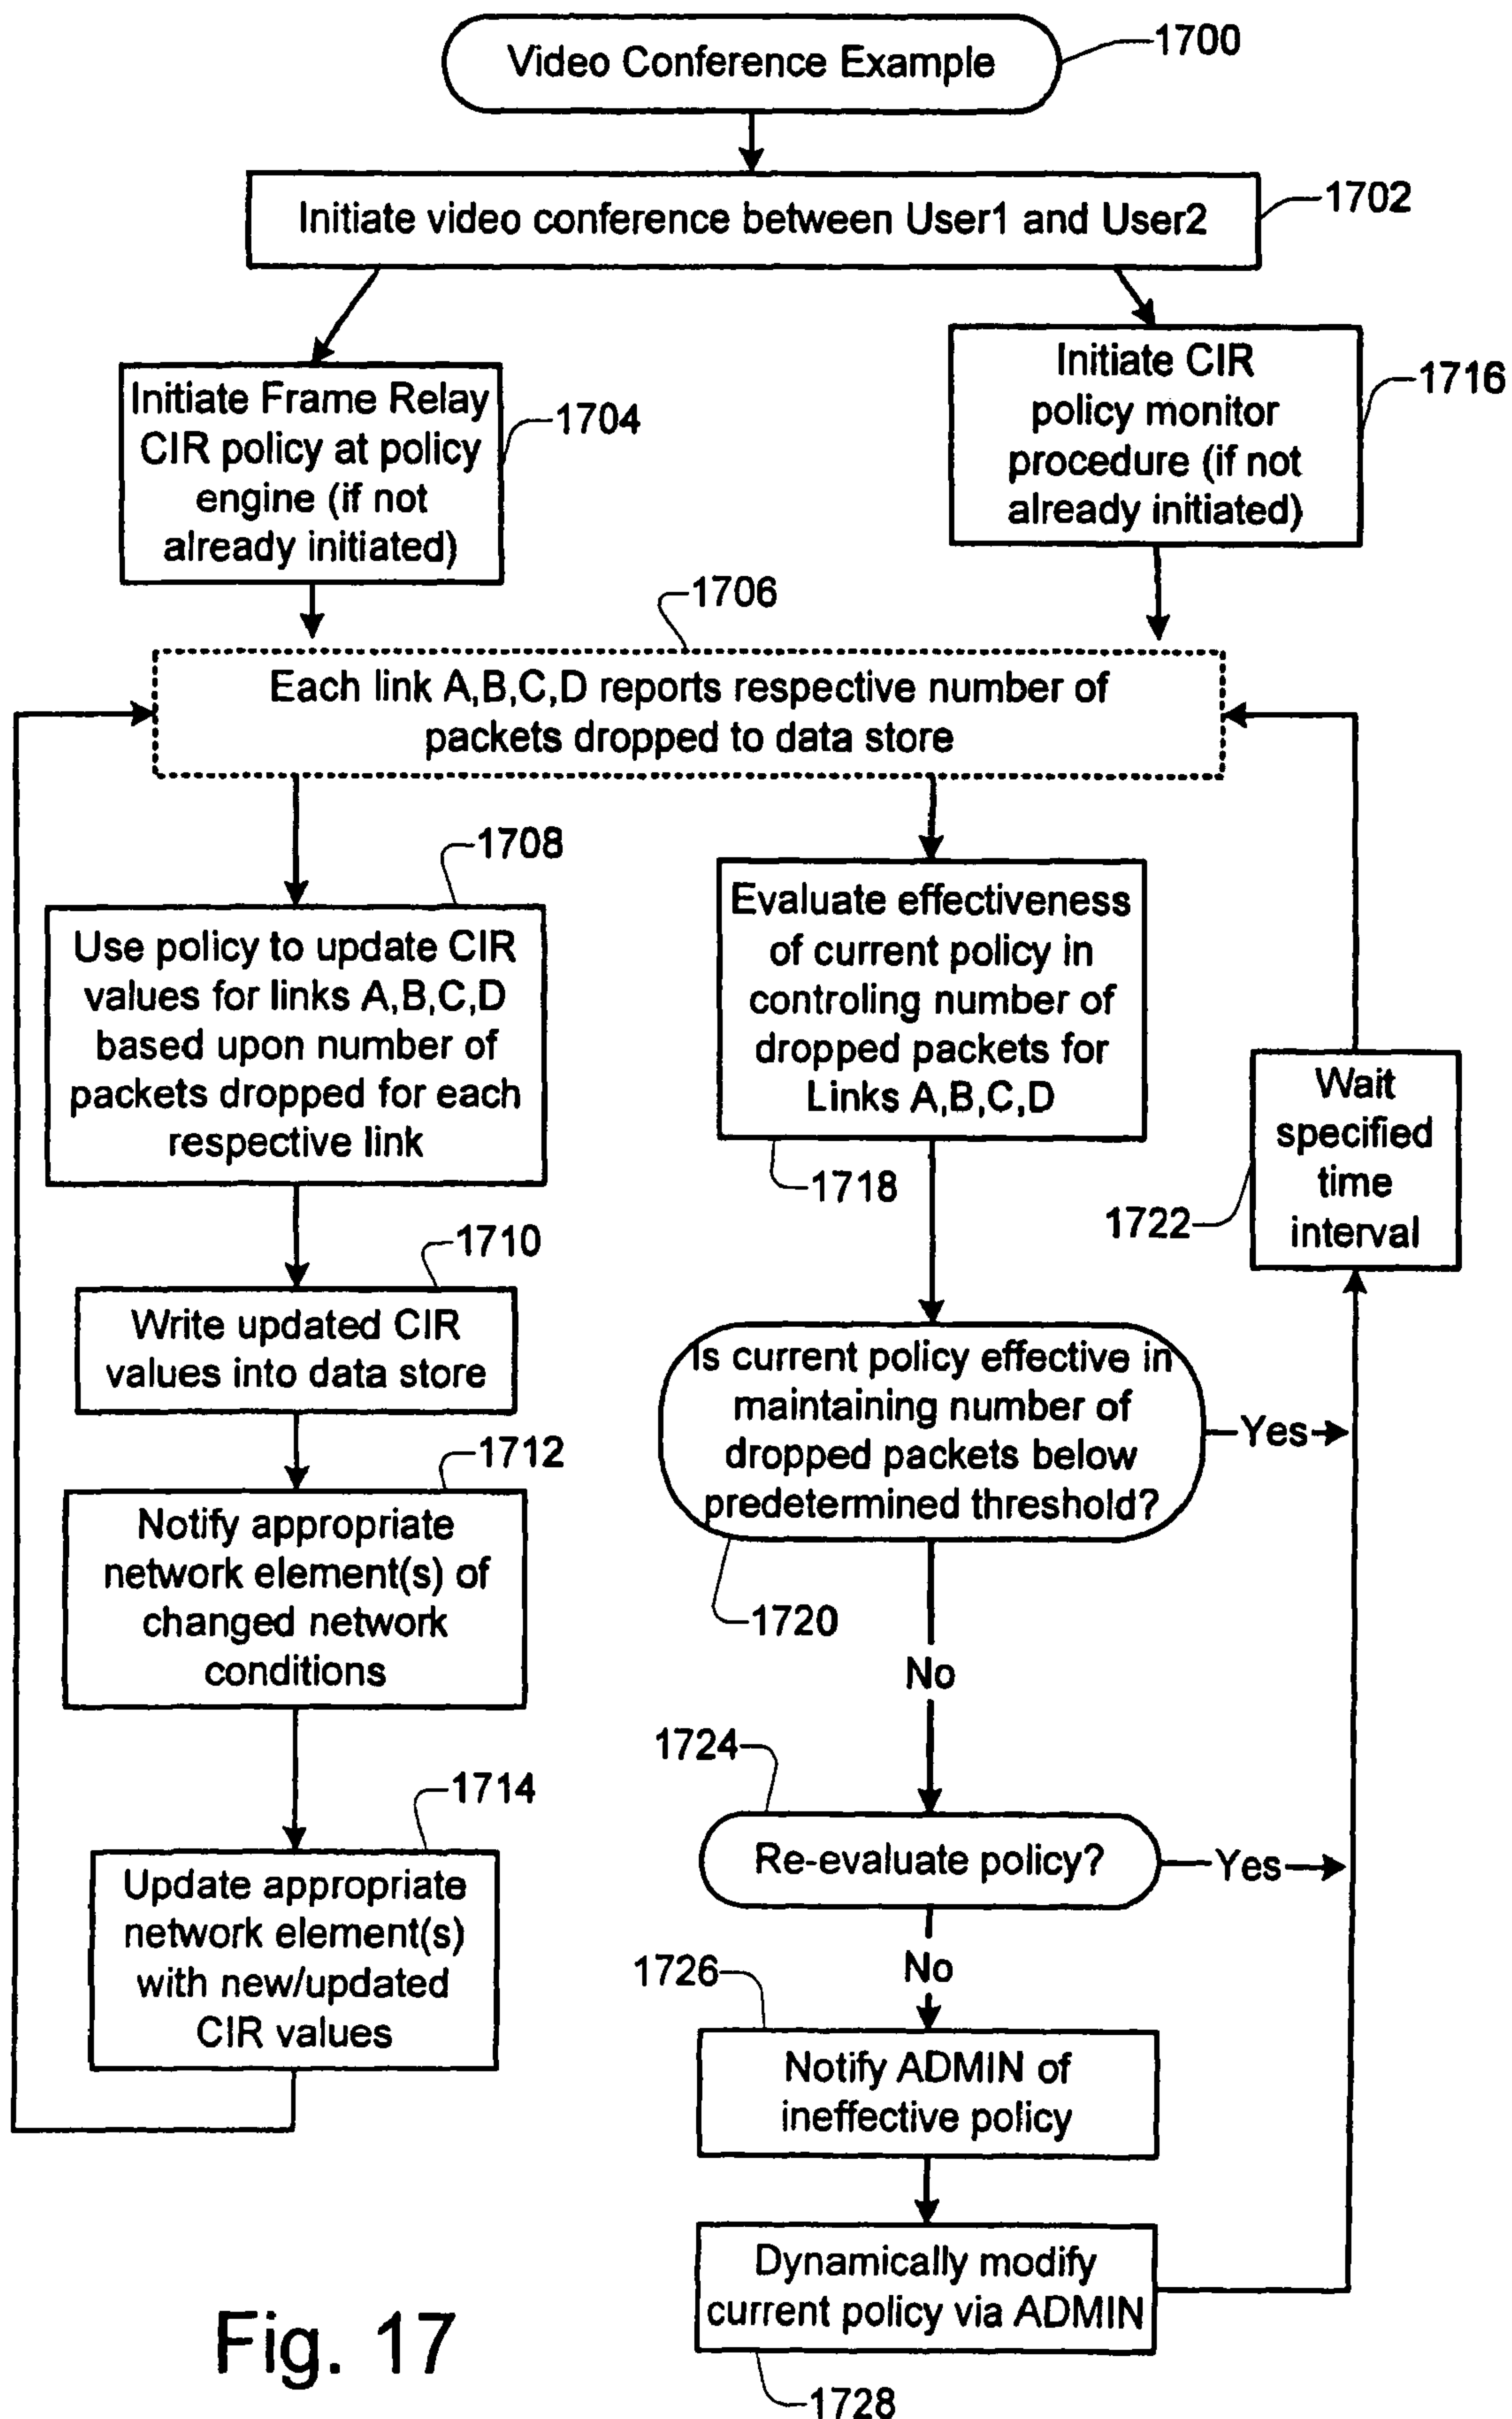 Video Conference Example
1700
Initiate video conference between User1 and User2
1702
Initiate Frame Relay
CIR policy at policy
engine (if not
already initiated)
1704
Initiate CIR
policy monitor
procedure (if not
already initiated)
1716
1706
Each link A,B,C,D reports respective number of
packets dropped to data store
1708
Use policy to update CIR
values for links A,B,C,D
based upon number of
packets dropped for each
respective link
Evaluate effectiveness
of current policy in
controling number of
dropped packets for
Links A,B,C,D
1718
Wait
specified
time
interval
1722
1710
Write updated CIR
values into data store
Is current policy effective in
maintaining number of
dropped packets below
predetermined threshold?
Yes
1720
No
1712
Notify appropriate
network element(s) of
changed network
conditions
1724
Re-evaluate policy?
Yes
No
1714
Update appropriate
network element(s)
with new/updated
CIR values
1726
Notify ADMIN of
ineffective policy
Dynamically modify
current policy via ADMIN
1728
Fig. 17